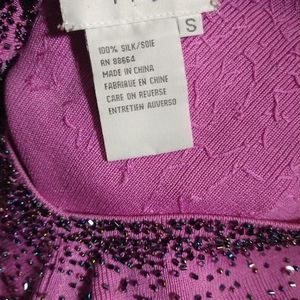 S
100% SILK/SOIE
RN 88664
MADE IN CHINA
FABRIQUE EN CHINE
CARE ON REVERSE
ENTRETIEN AUVERSO